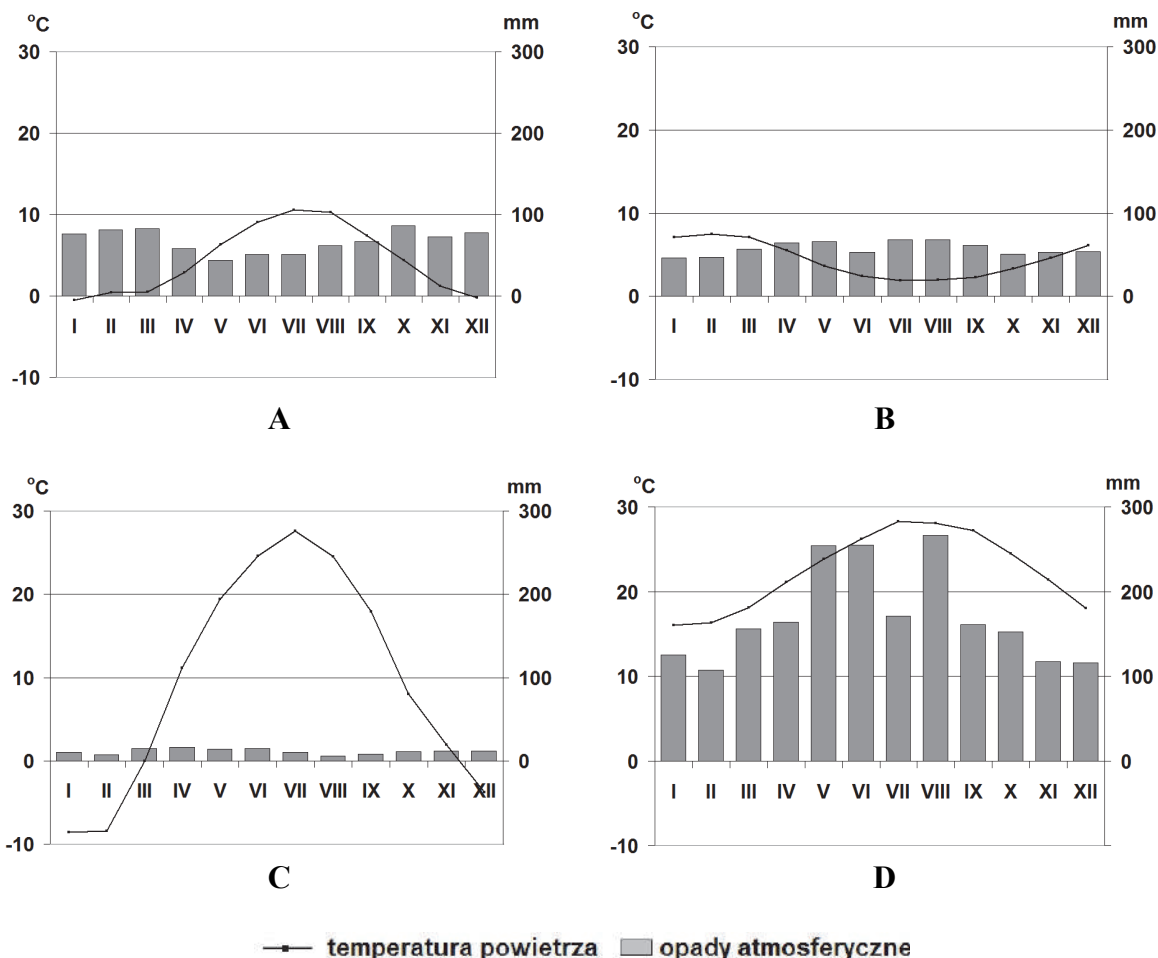 °C mm
30 300
20 200
10 100
0 0
I II III IV V VI VII VIII IX X XI XII
-10
A
°C mm
30 300
20 200
10 100
0 0
I II III IV V VI VII VIII IX X XI XII
-10
B
°C mm
30 300
20 200
10 100
0 0
I II III IV V VI VII VIII IX X XI XII
-10
C
°C mm
30 300
20 200
10 100
0 0
I II III IV V VI VII VIII IX X XI XII
-10
D
temperatura powietrza opady atmosferyczne